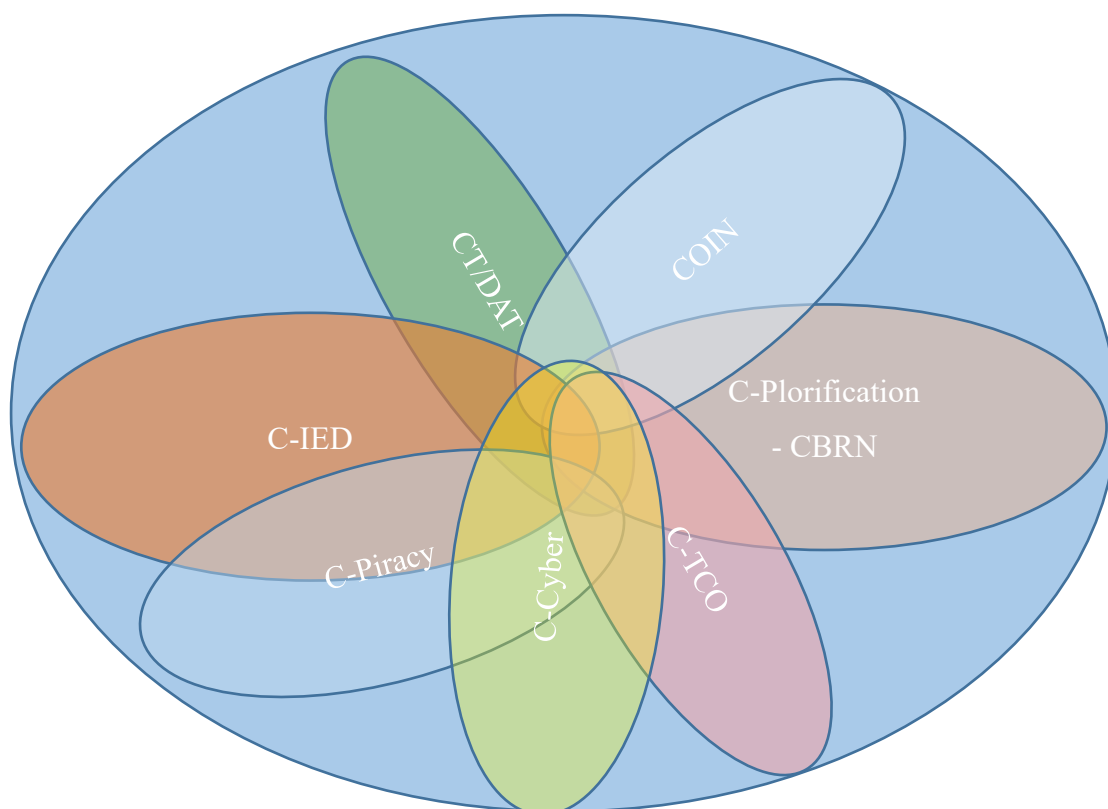 CT/DAT
COIN
C-Plorification
- CBRN
C-IED
C-Piracy
C-Cyber
C-TCO